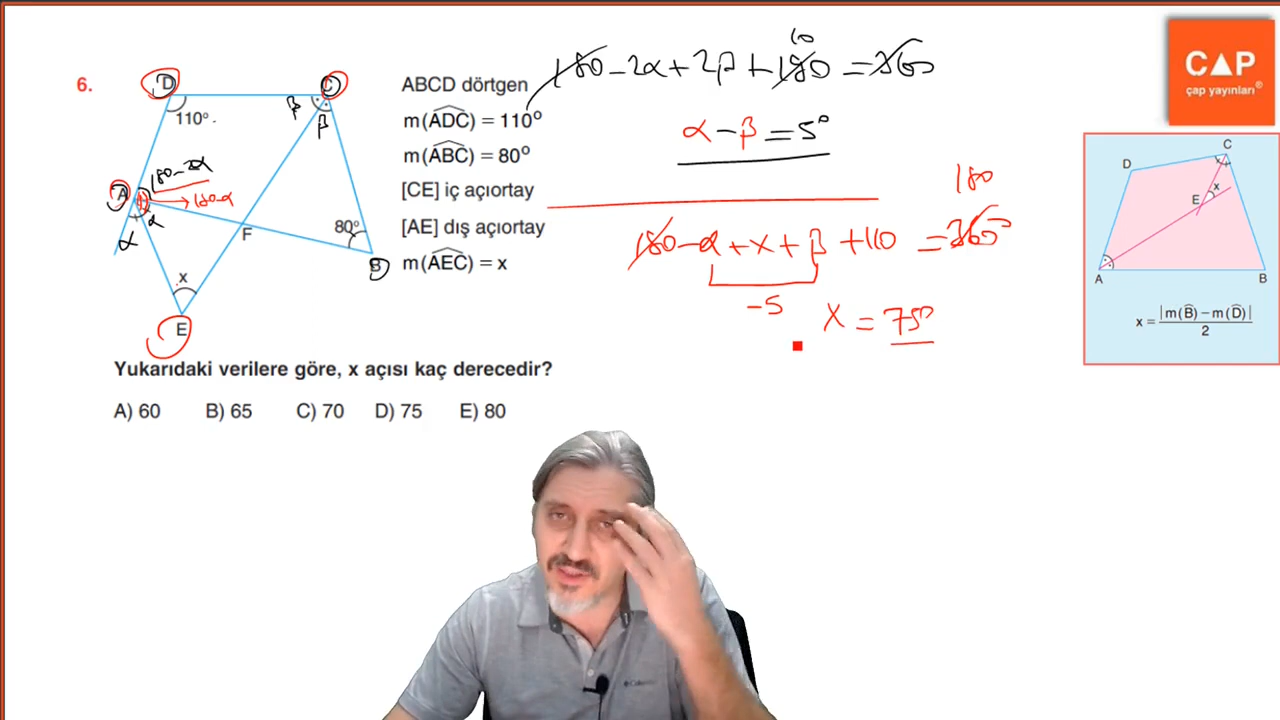 6.
ABCD dörtgen
m(ADC) = 110°
m(ABC) = 80°
[CE] iç açıortay
[AE] dış açıortay
m(AEC) = x
D
C
β
β
110°
A
180-2α
180-α
α
α
F
80°
B
x
E
180-2α+2β+180=360
10
α-β=5°
180
180-α+x+β+110=360°
-5
x=75°
Yukarıdaki verilere göre, x açısı kaç derecedir?
A) 60 B) 65 C) 70 D) 75 E) 80
CAP
çap yayınları®
D
C
E
x
A
B
x = |m(B) - m(D)| / 2
Columbia